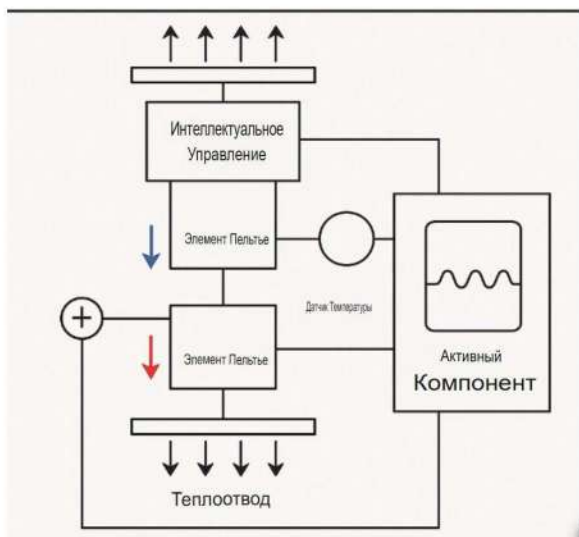 Интеллектуальное
Управление
Элемент Пельтье
Датчик Температуры
Элемент Пельтье
Активный
Компонент
Теплоотвод